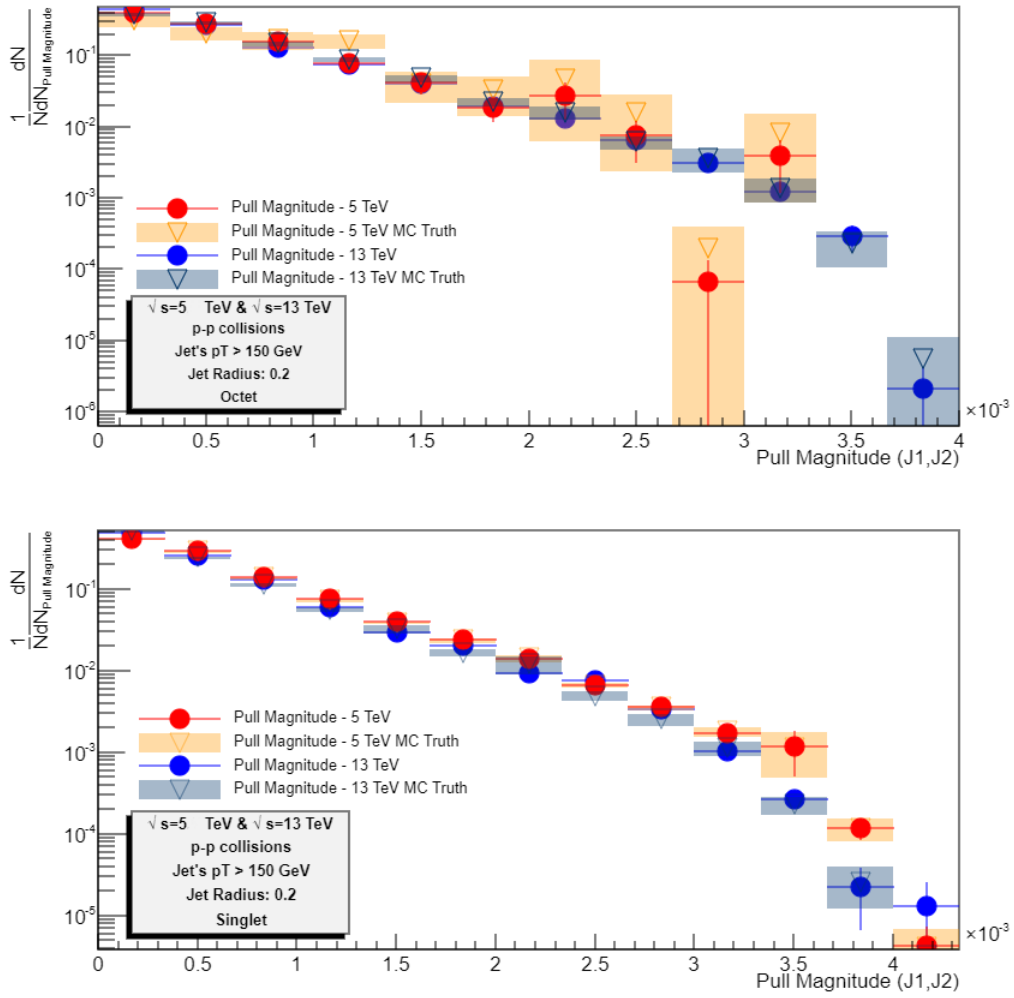 1 dN
NdN Pull Magnitude
10-1
10-2
10-3
10-4
10-5
10-6
Pull Magnitude - 5 TeV
Pull Magnitude - 5 TeV MC Truth
Pull Magnitude - 13 TeV
Pull Magnitude - 13 TeV MC Truth
√ s=5 TeV & √ s=13 TeV
p-p collisions
Jet's pT > 150 GeV
Jet Radius: 0.2
Octet
0 0.5 1 1.5 2 2.5 3 3.5 4
×10-3
Pull Magnitude (J1,J2)
1 dN
NdN Pull Magnitude
10-1
10-2
10-3
10-4
10-5
Pull Magnitude - 5 TeV
Pull Magnitude - 5 TeV MC Truth
Pull Magnitude - 13 TeV
Pull Magnitude - 13 TeV MC Truth
√ s=5 TeV & √ s=13 TeV
p-p collisions
Jet's pT > 150 GeV
Jet Radius: 0.2
Singlet
0 0.5 1 1.5 2 2.5 3 3.5 4
×10-3
Pull Magnitude (J1,J2)